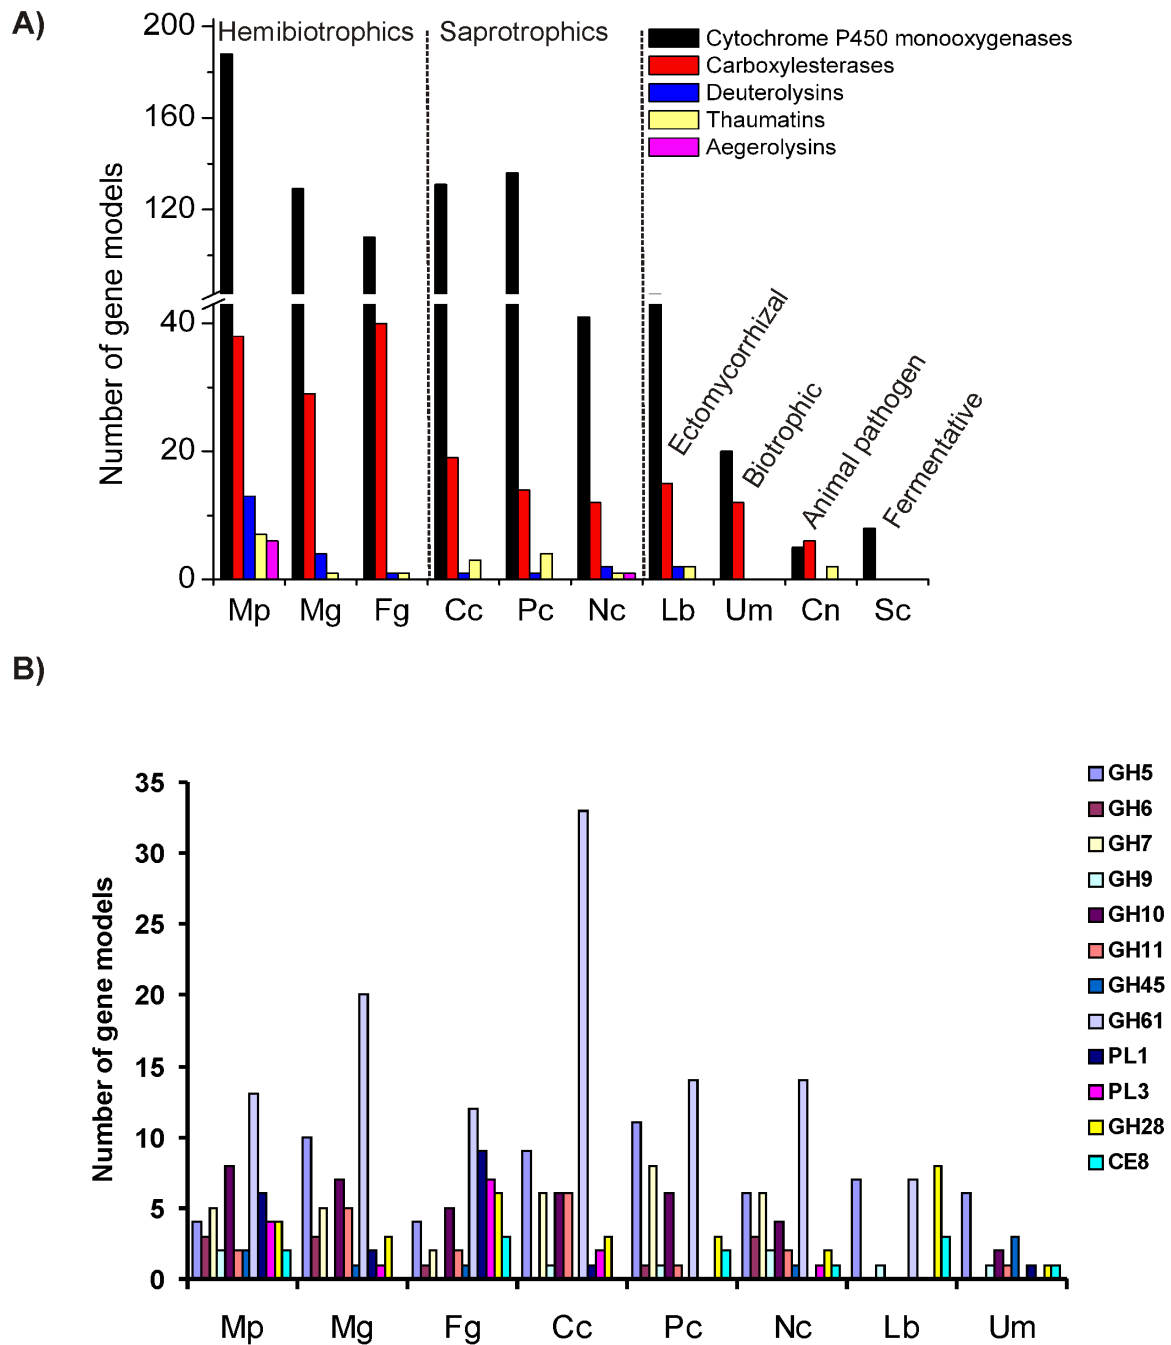 A)
Hemibiotrophics
Saprotrophics
Cytochrome P450 monooxygenases
Carboxylesterases
Deuterolysins
Thaumatins
Aegerolysins
Number of gene models
200
160
120
40
20
0
Ectomycorrhizal
Biotrophic
Animal pathogen
Fermentative
Mp Mg Fg Cc Pc Nc Lb Um Cn Sc
B)
Number of gene models
35
30
25
20
15
10
5
0
GH5
GH6
GH7
GH9
GH10
GH11
GH45
GH61
PL1
PL3
GH28
CE8
Mp Mg Fg Cc Pc Nc Lb Um